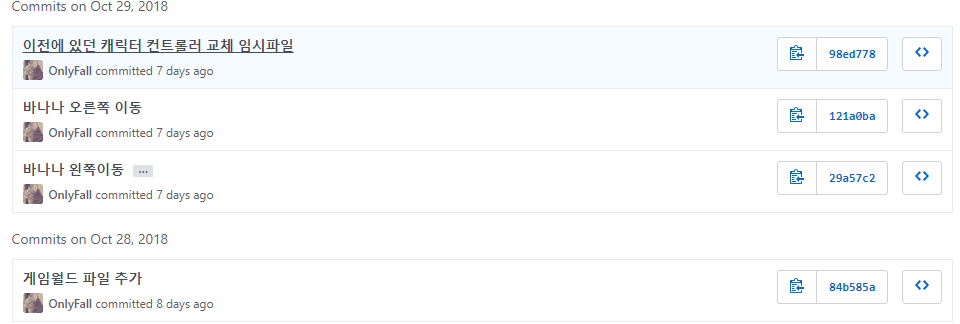 Commits on Oct 29, 2018
이전에 있던 캐릭터 컨트롤러 교체 임시파일
OnlyFall committed 7 days ago
98ed778
바나나 오른쪽 이동
OnlyFall committed 7 days ago
121a0ba
바나나 왼쪽이동 ...
OnlyFall committed 7 days ago
29a57c2
Commits on Oct 28, 2018
게임월드 파일 추가
OnlyFall committed 8 days ago
84b585a